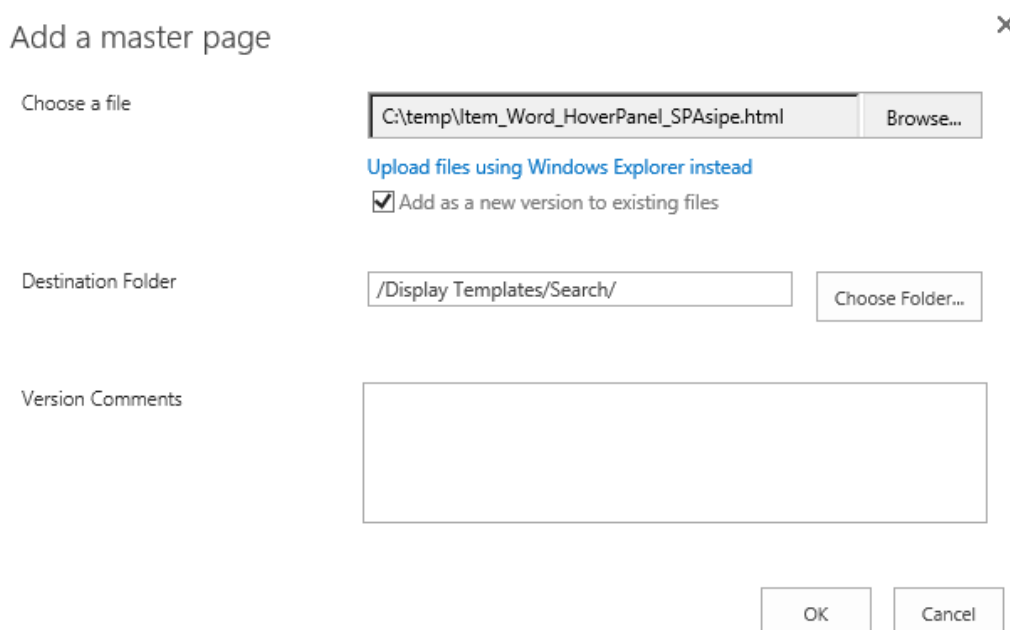 Add a master page
Choose a file
C:\temp\Item_Word_HoverPanel_SPAsipe.html
Browse...
Upload files using Windows Explorer instead
Add as a new version to existing files
Destination Folder
/Display Templates/Search/
Choose Folder...
Version Comments
OK
Cancel